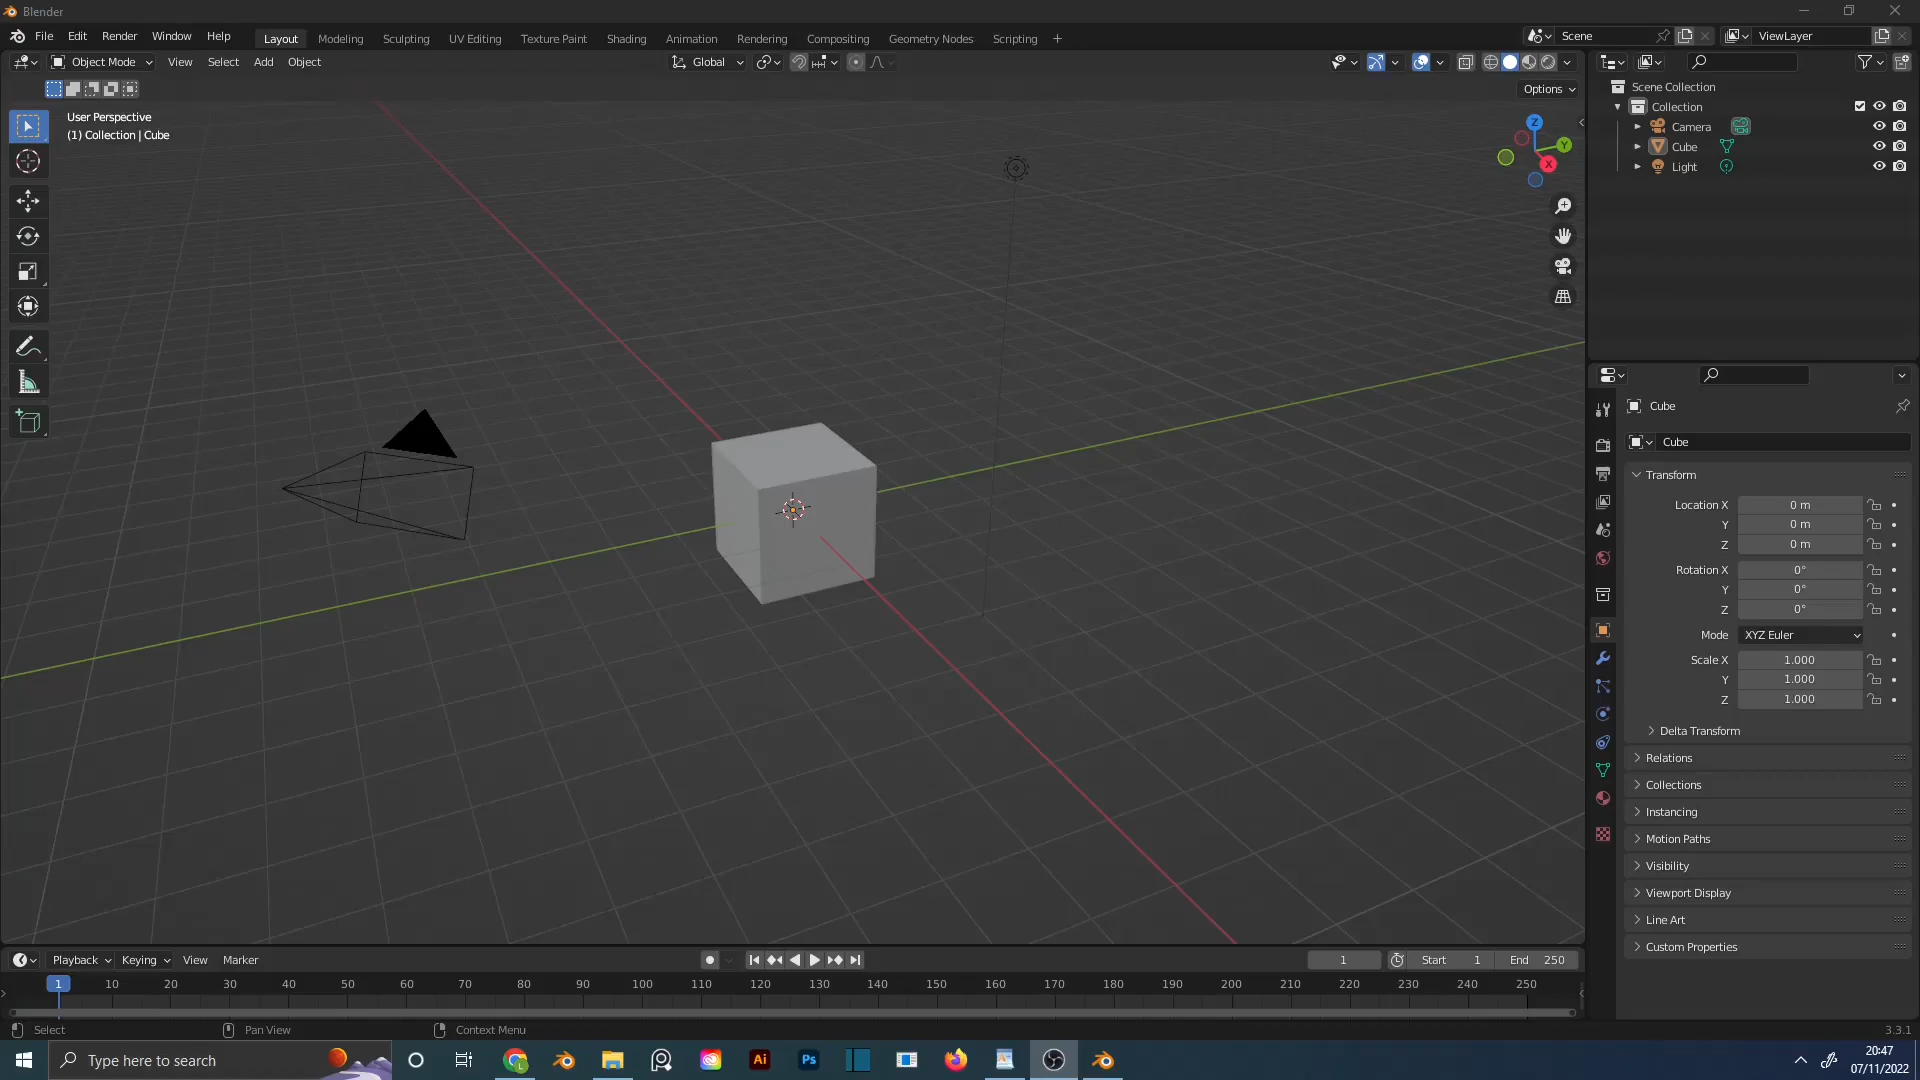 Blender
File Edit Render Window Help Layout Modeling Sculpting UV Editing Texture Paint Shading Animation Rendering Compositing Geometry Nodes Scripting + Scene ViewLayer
Object Mode View Select Add Object Global
Options
User Perspective
(1) Collection | Cube
Z
Y
X
Scene Collection
Collection
Camera
Cube
Light
Cube
Cube
Transform
Location X 0 m
Y 0 m
Z 0 m
Rotation X 0°
Y 0°
Z 0°
Mode XYZ Euler
Scale X 1.000
Y 1.000
Z 1.000
Delta Transform
Relations
Collections
Instancing
Motion Paths
Visibility
Viewport Display
Line Art
Custom Properties
Playback Keying View Marker 1 Start 1 End 250
1 10 20 30 40 50 60 70 80 90 100 110 120 130 140 150 160 170 180 190 200 210 220 230 240 250
Select Pan View Context Menu 3.3.1
Type here to search L Ai Ps 20:47
07/11/2022